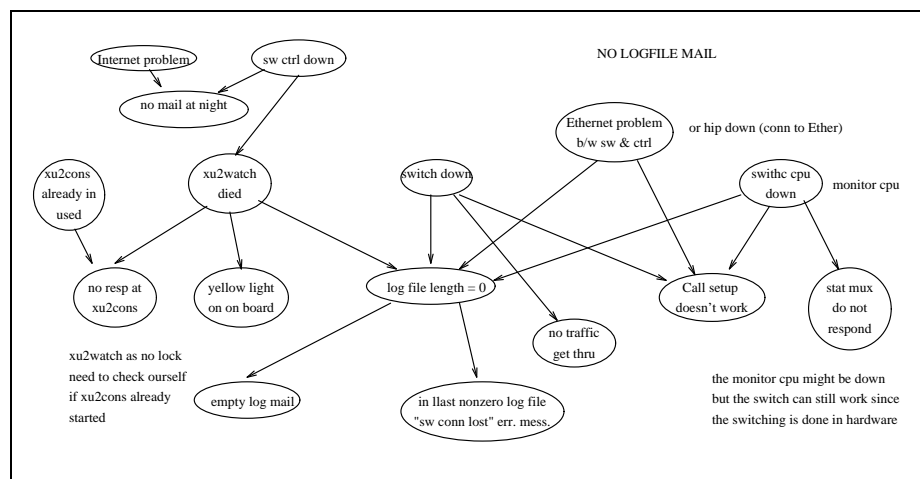 Internet problem
sw ctrl down
NO LOGFILE MAIL
no mail at night
Ethernet problem
b/w sw & ctrl
or hip down (conn to Ether)
xu2cons
already in
used
xu2watch
died
switch down
swithc cpu
down
monitor cpu
no resp at
xu2cons
yellow light
on on board
log file length = 0
Call setup
doesn't work
stat mux
do not
respond
no traffic
get thru
xu2watch as no lock
need to check ourself
if xu2cons already
started
empty log mail
in llast nonzero log file
"sw conn lost" err. mess.
the monitor cpu might be down
but the switch can still work since
the switching is done in hardware